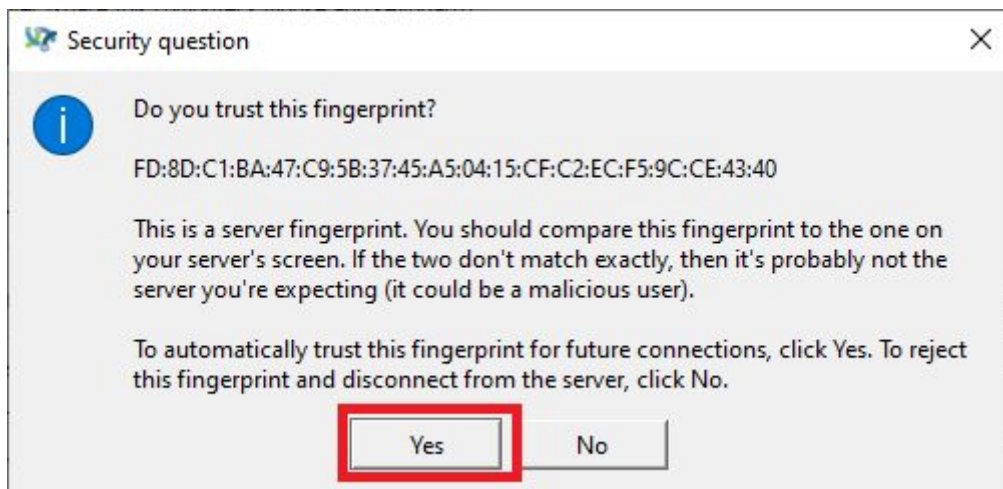 Security question
Do you trust this fingerprint?
FD:8D:C1:BA:47:C9:5B:37:45:A5:04:15:CF:C2:EC:F5:9C:CE:43:40
This is a server fingerprint. You should compare this fingerprint to the one on
your server's screen. If the two don't match exactly, then it's probably not the
server you're expecting (it could be a malicious user).
To automatically trust this fingerprint for future connections, click Yes. To reject
this fingerprint and disconnect from the server, click No.
Yes No